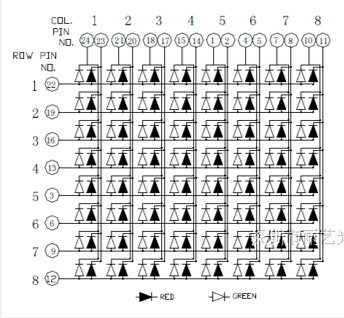 COL. 1 2 3 4 5 6 7 8
PIN NO. 24 23 21 20 18 17 15 14 1 2 4 5 7 8 10 11
ROW PIN NO.
1 22
2 19
3 16
4 13
5 3
6 6
7 9
8 12
RED GREEN